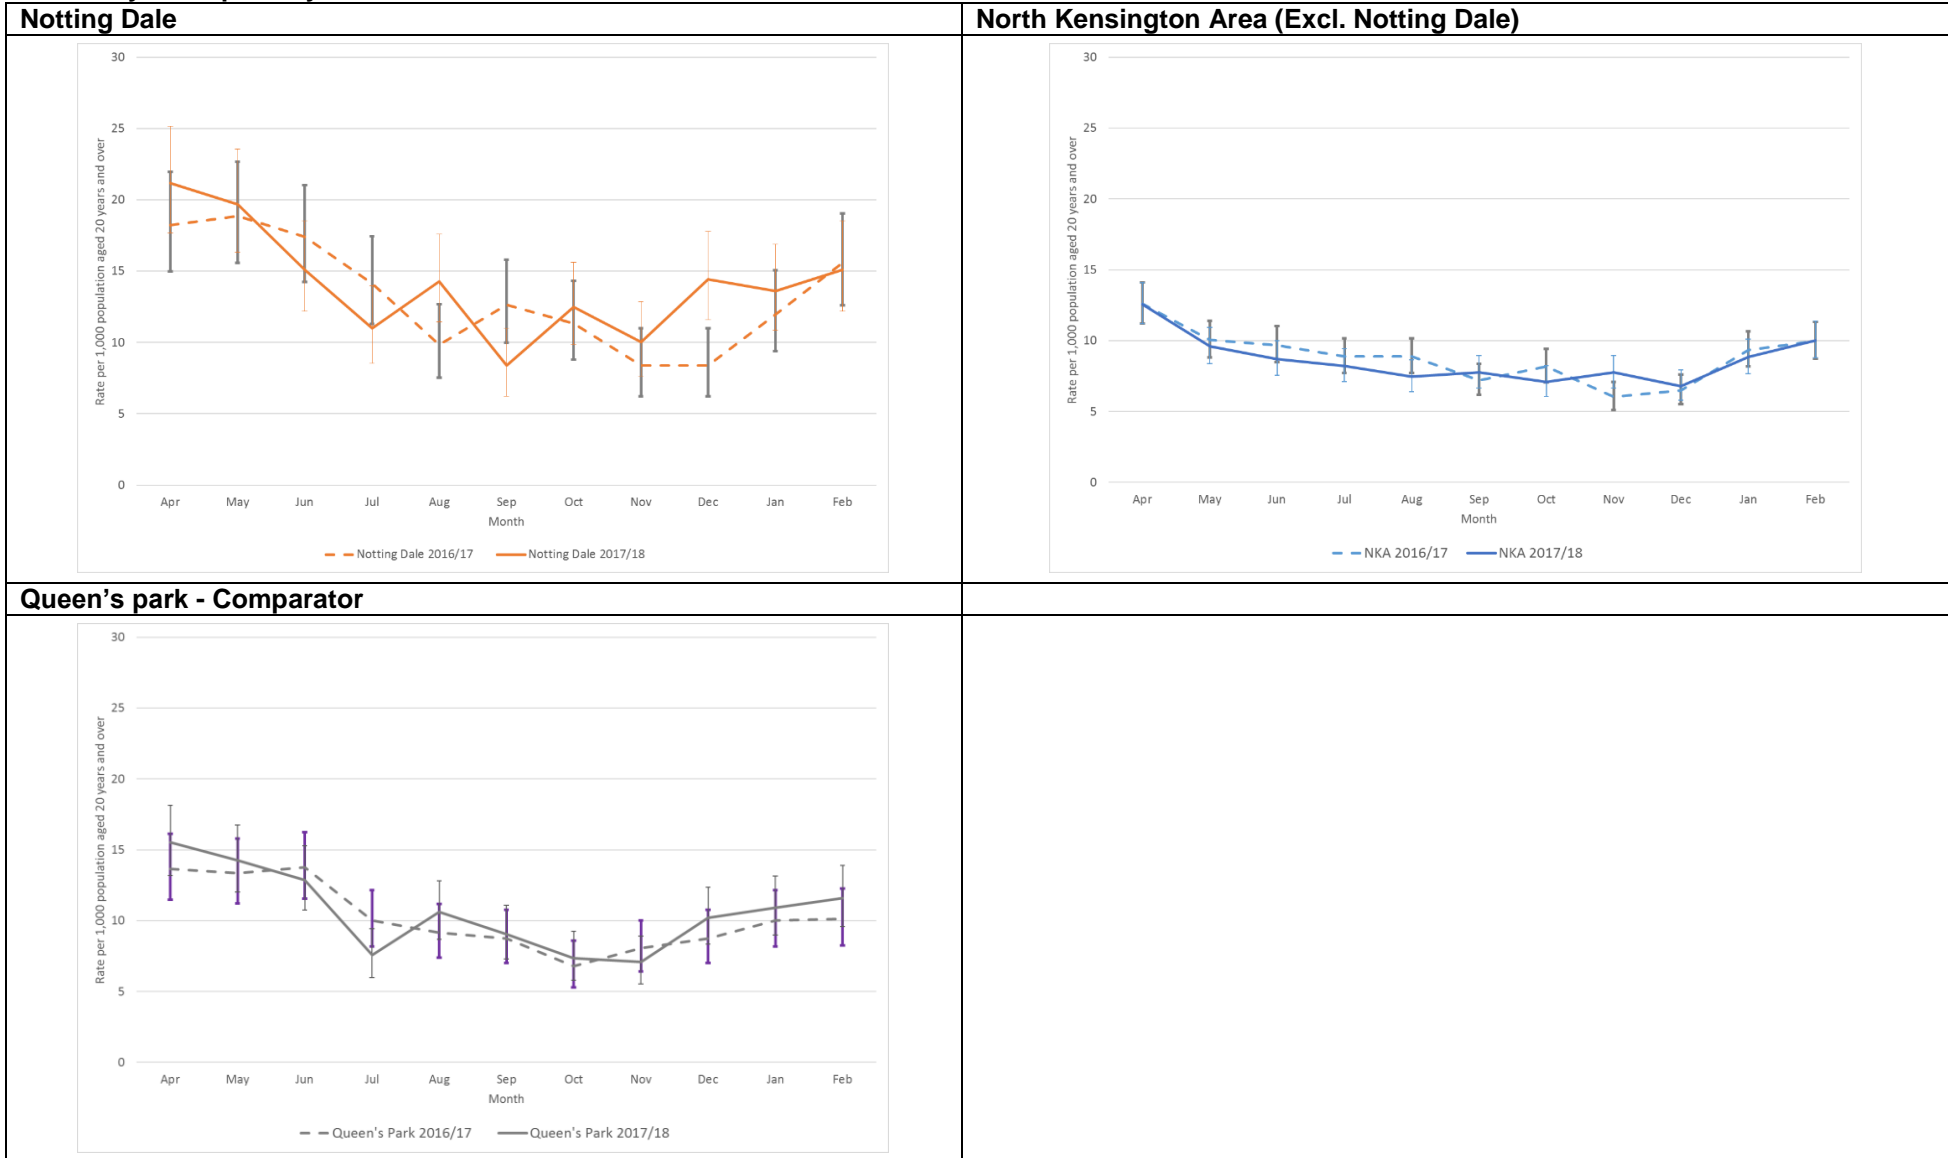 Notting Dale
North Kensington Area (Excl. Notting Dale)
30
25
20
15
10
5
0
Rate per 1,000 population aged 20 years and over
Apr May Jun Jul Aug Sep Oct Nov Dec Jan Feb
Month
Notting Dale 2016/17 Notting Dale 2017/18
30
25
20
15
10
5
0
Rate per 1,000 population aged 20 years and over
Apr May Jun Jul Aug Sep Oct Nov Dec Jan Feb
Month
NKA 2016/17 NKA 2017/18
Queen’s park - Comparator
30
25
20
15
10
5
0
Rate per 1,000 population aged 20 years and over
Apr May Jun Jul Aug Sep Oct Nov Dec Jan Feb
Month
Queen's Park 2016/17 Queen's Park 2017/18